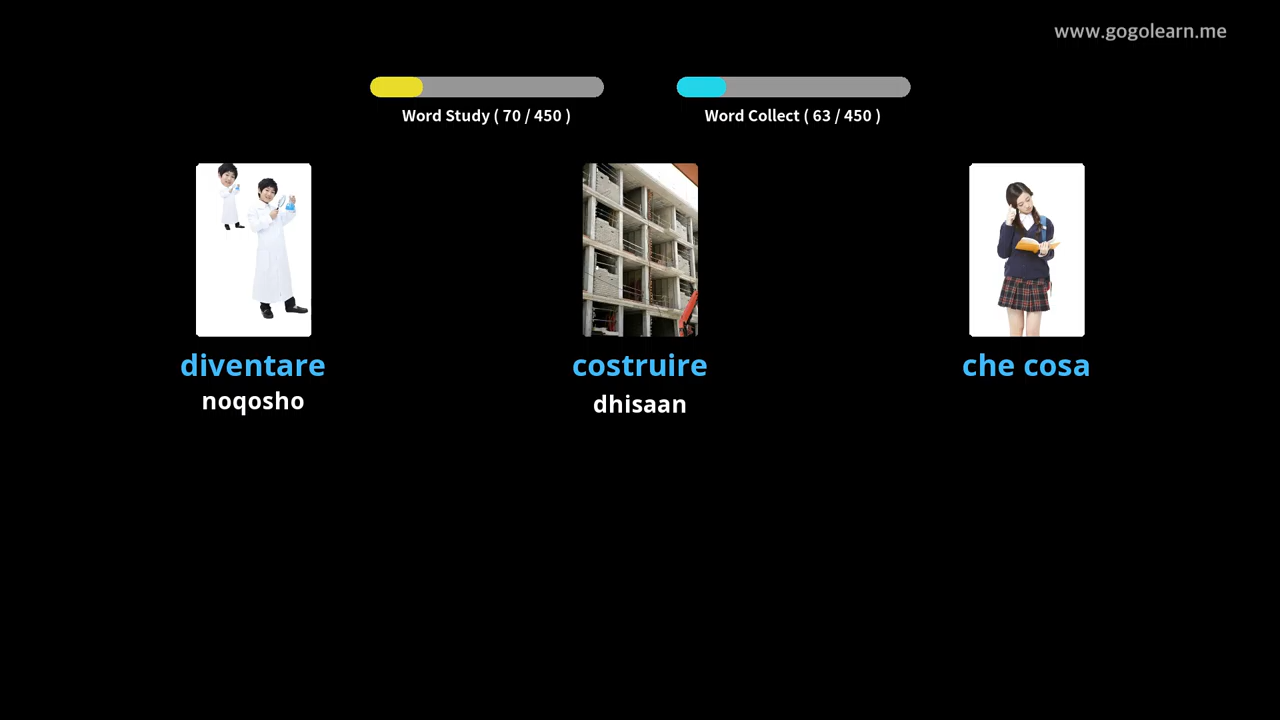 www.gogolearn.me
Word Study ( 70 / 450 )
Word Collect ( 63 / 450 )
diventare
noqosho
costruire
dhisaan
che cosa